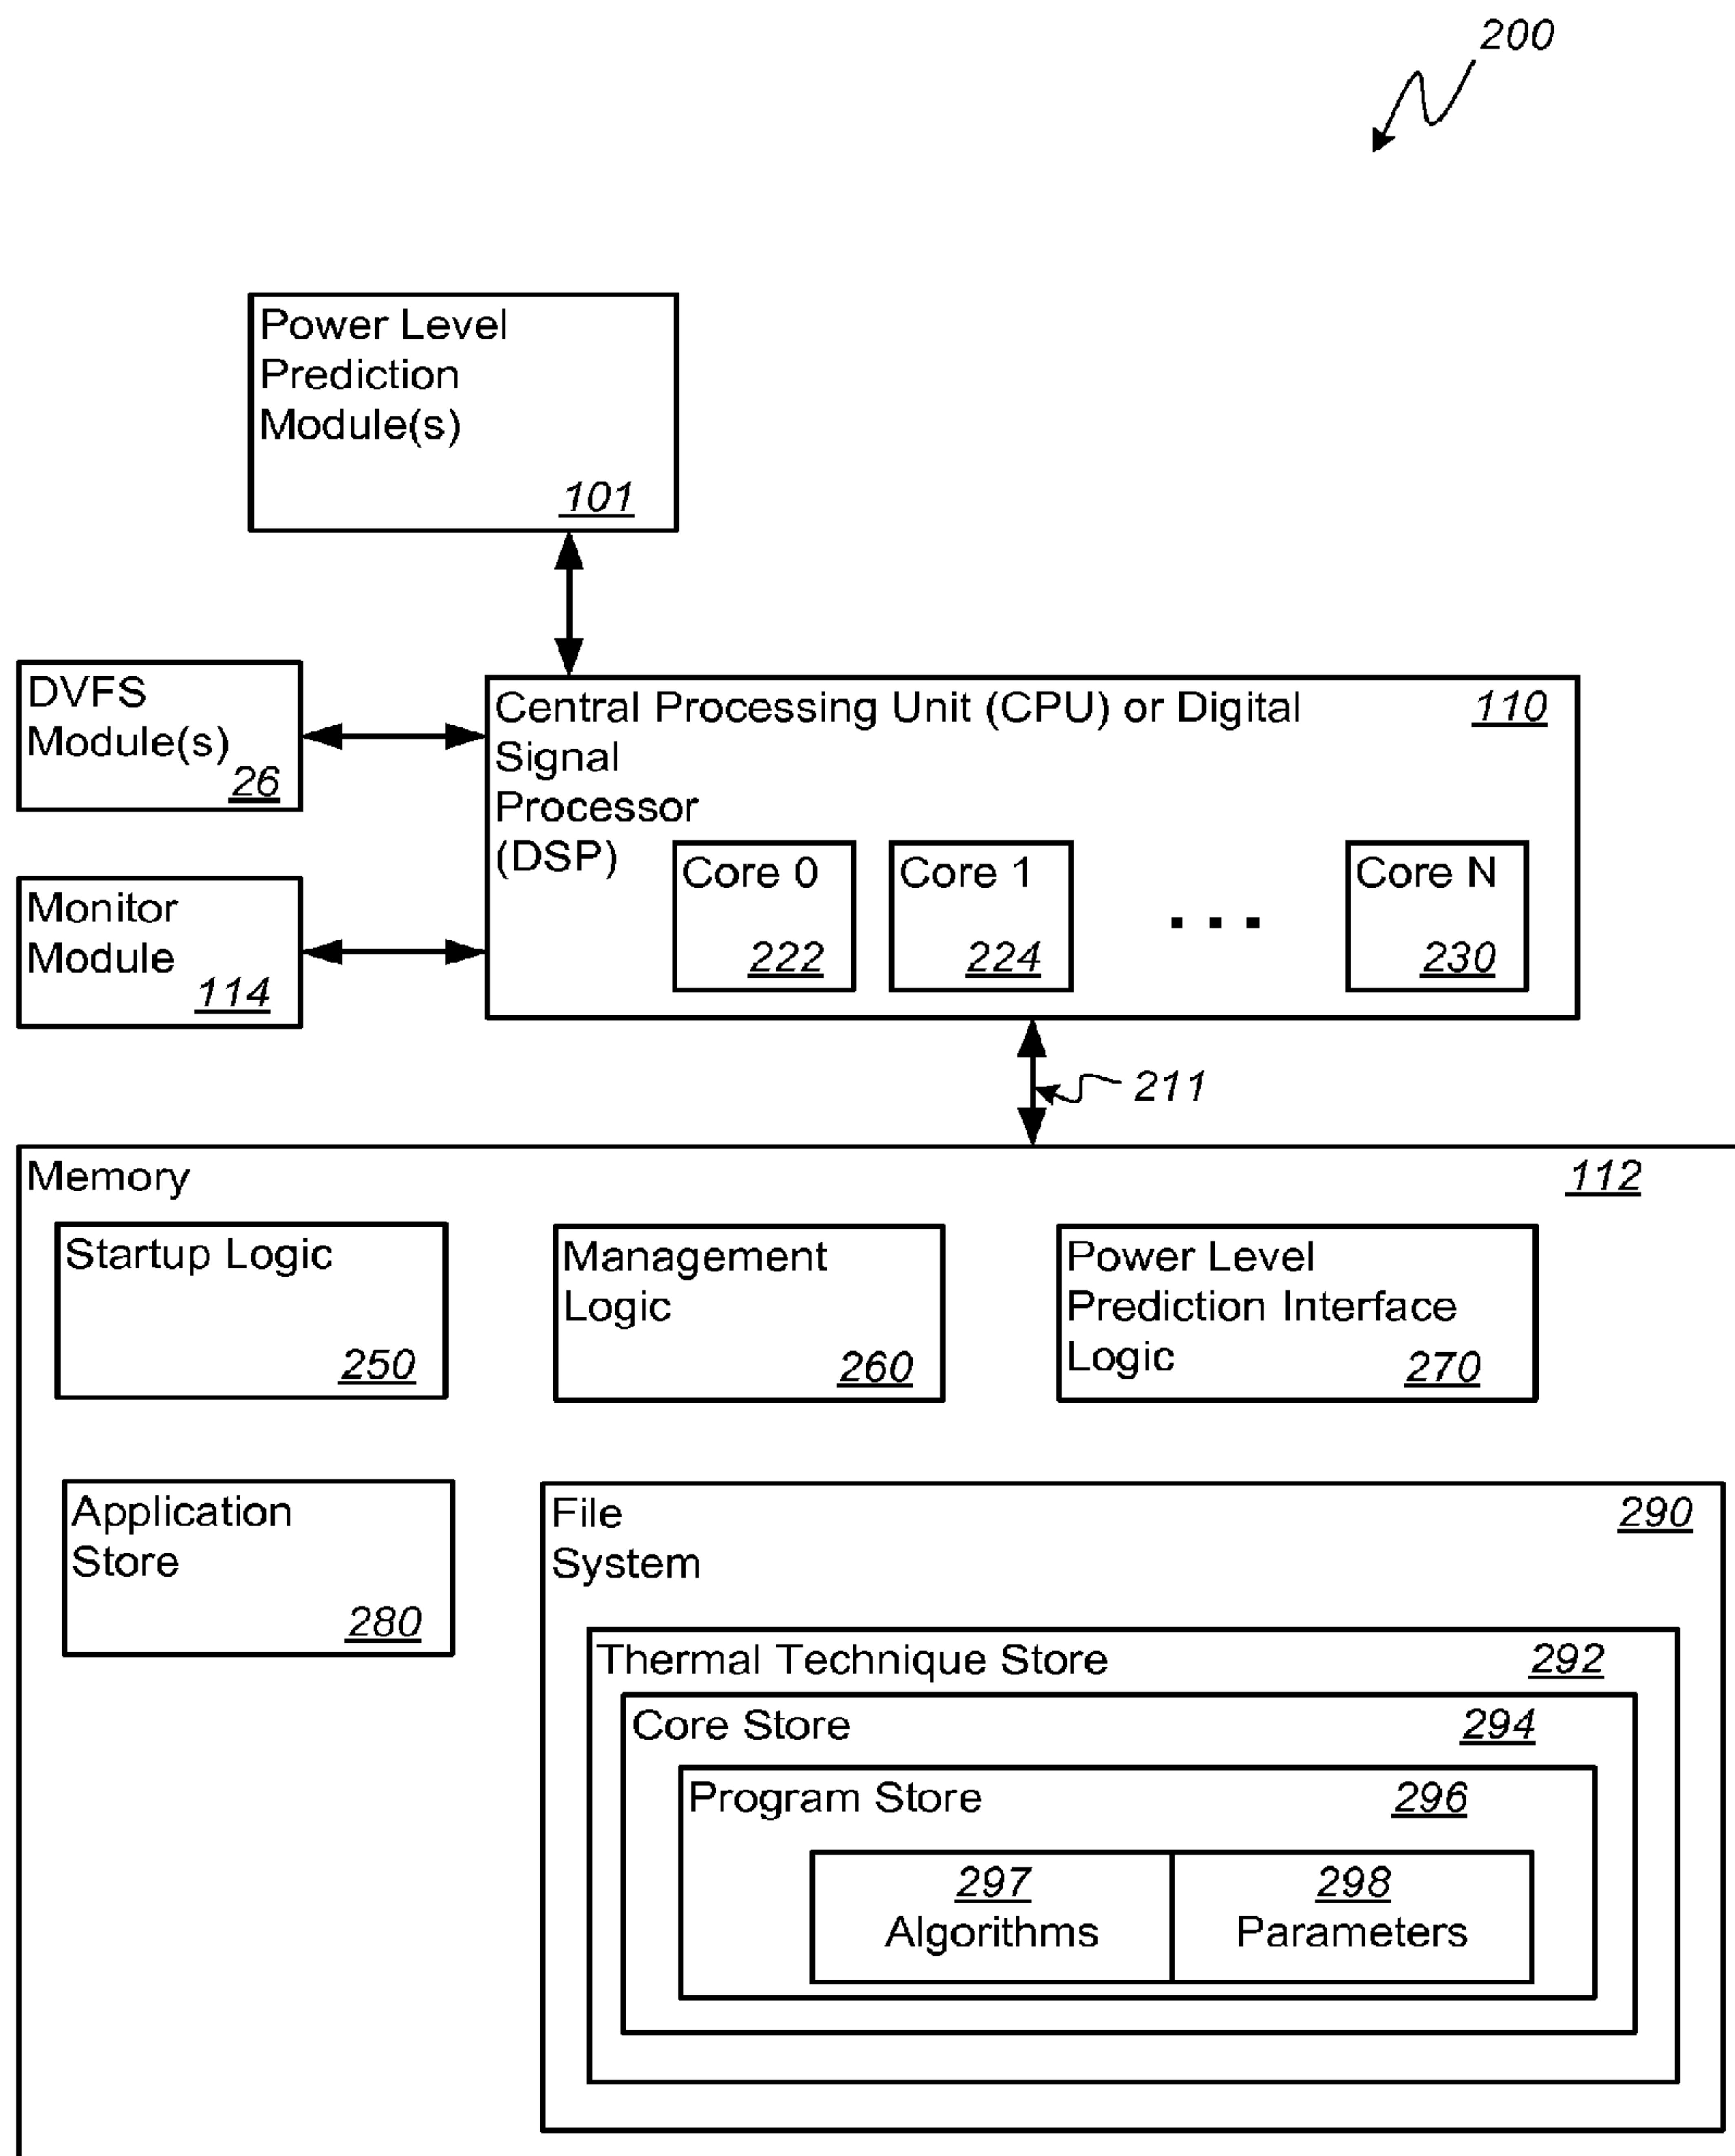 200
Power Level
Prediction
Module(s)
101
DVFS
Module(s)
26
Central Processing Unit (CPU) or Digital
Signal
Processor
(DSP)
110
Core 0
222
Core 1
224
...
Core N
230
Monitor
Module
114
211
Memory
112
Startup Logic
250
Management
Logic
260
Power Level
Prediction Interface
Logic
270
Application
Store
280
File
System
290
Thermal Technique Store
292
Core Store
294
Program Store
296
297
Algorithms
298
Parameters